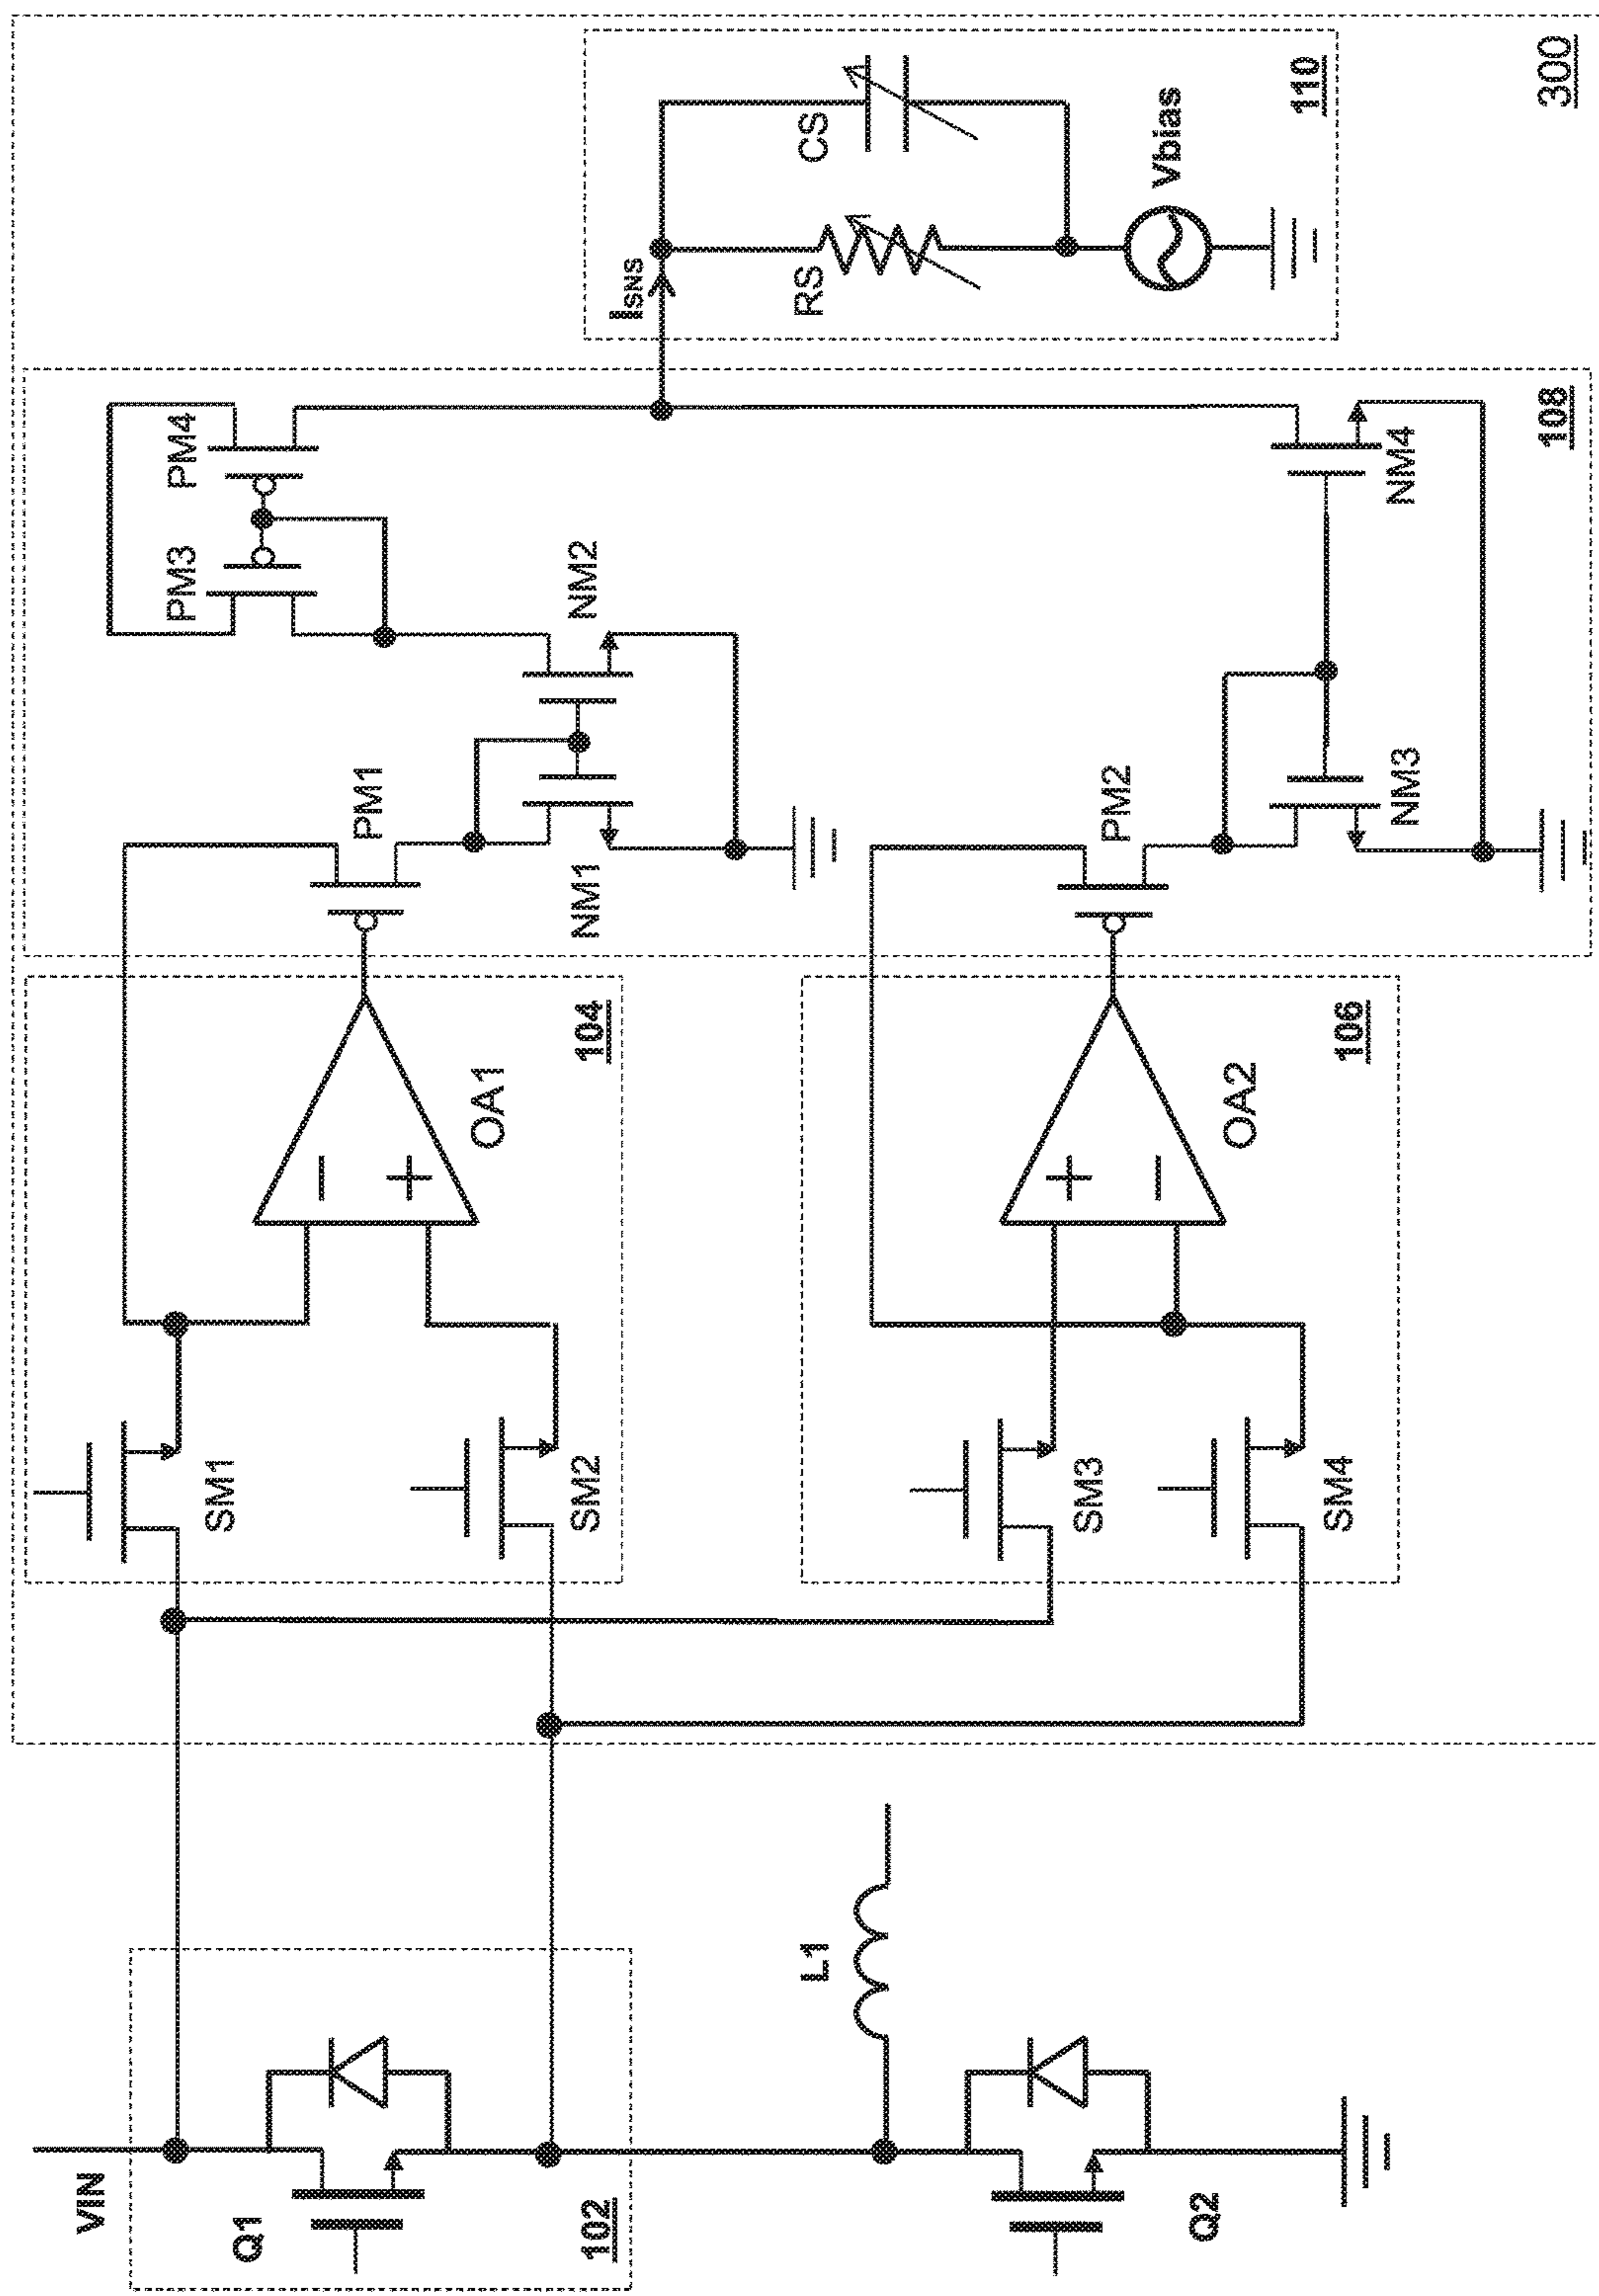 VIN
Q1
102
L1
Q2
SM1
SM2
−
+
OA1
104
SM3
SM4
+
−
OA2
106
PM1
NM1
NM2
PM3
PM4
PM2
NM3
NM4
108
ISNS
RS
CS
Vbias
110
300